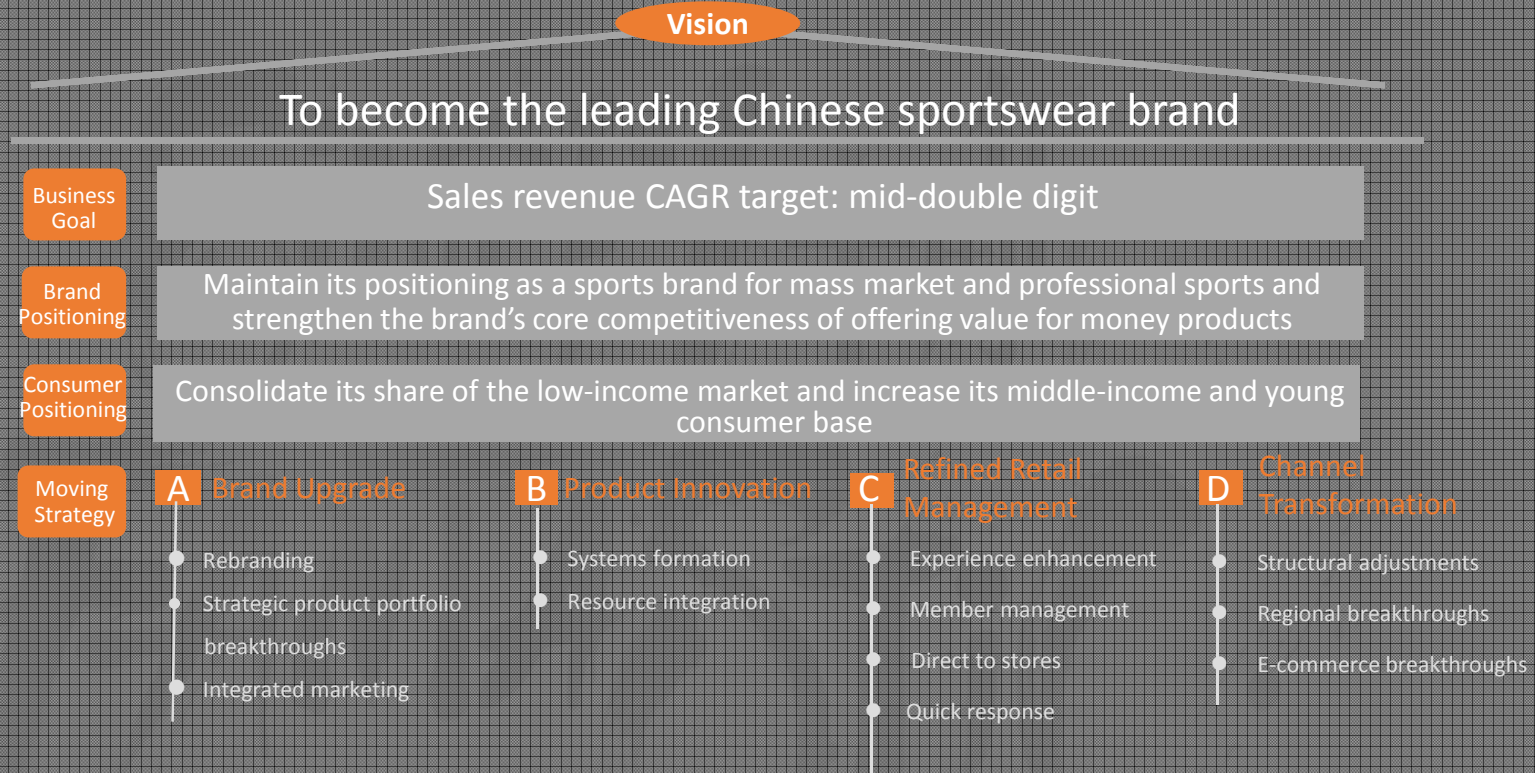 Vision
To become the leading Chinese sportswear brand
Business
Goal
Sales revenue CAGR target: mid-double digit
Brand
Positioning
Maintain its positioning as a sports brand for mass market and professional sports and
strengthen the brand's core competitiveness of offering value for money products
Consumer
Positioning
Consolidate its share of the low-income market and increase its middle-income and young
consumer base
Moving
Strategy
A Brand Upgrade
Rebranding
Strategic product portfolio
breakthroughs
Integrated marketing
B Product Innovation
Systems formation
Resource integration
C Refined Retail
Management
Experience enhancement
Member management
Direct to stores
Quick response
D Channel
Transformation
Structural adjustments
Regional breakthroughs
E-commerce breakthroughs